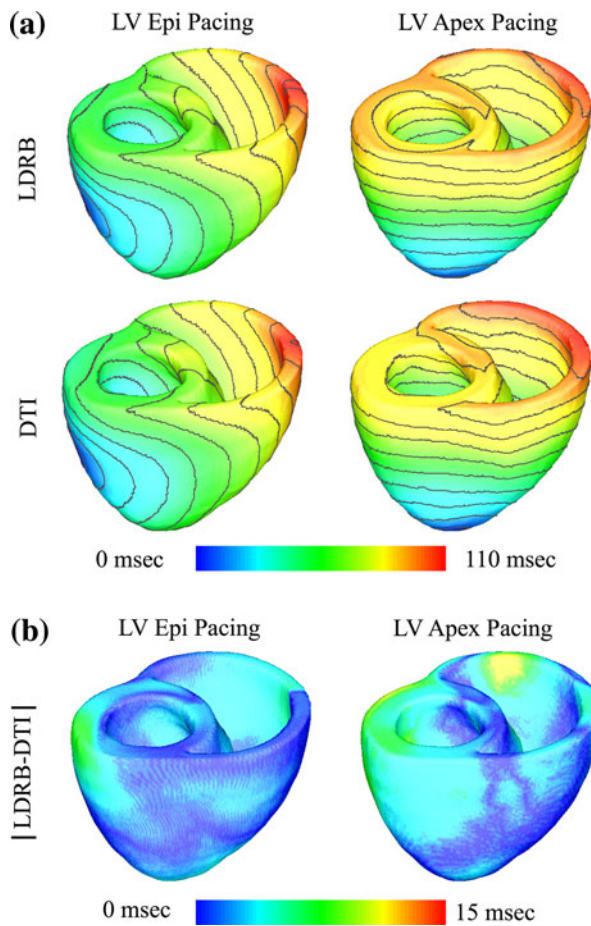 (a)
LV Epi Pacing LV Apex Pacing
LDRB
DTI
0 msec 110 msec
(b)
LV Epi Pacing LV Apex Pacing
|LDRB-DTI|
0 msec 15 msec